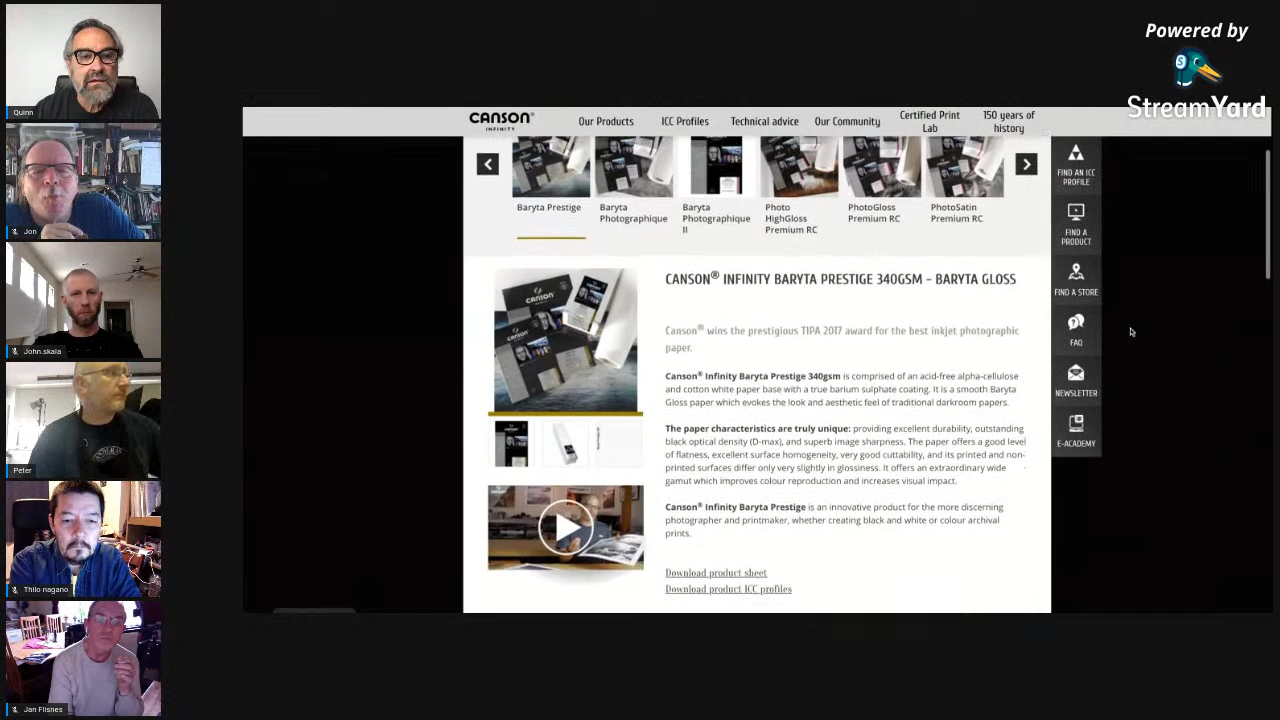 Powered by
StreamYard
Quinn
Jon
John.skala
Peter
Thilo nagano
Jan Flisnes
CANSON®
INFINITY
Our Products
ICC Profiles
Technical advice
Our Community
Certified Print
Lab
150 years of
history
Baryta Prestige
Baryta
Photographique
Baryta
Photographique
II
Photo
HighGloss
Premium RC
PhotoGloss
Premium RC
PhotoSatin
Premium RC
FIND AN ICC
PROFILE
FIND A
PRODUCT
FIND A STORE
FAQ
NEWSLETTER
E-ACADEMY
CANSON
CANSON® INFINITY BARYTA PRESTIGE 340GSM - BARYTA GLOSS
Canson® wins the prestigious TIPA 2017 award for the best inkjet photographic
paper.
Canson® Infinity Baryta Prestige 340gsm is comprised of an acid-free alpha-cellulose
and cotton white paper base with a true barium sulphate coating. It is a smooth Baryta
Gloss paper which evokes the look and aesthetic feel of traditional darkroom papers.
The paper characteristics are truly unique: providing excellent durability, outstanding
black optical density (D-max), and superb image sharpness. The paper offers a good level
of flatness, excellent surface homogeneity, very good cuttability, and its printed and non-
printed surfaces differ only very slightly in glossiness. It offers an extraordinary wide
gamut which improves colour reproduction and increases visual impact.
Canson® Infinity Baryta Prestige is an innovative product for the more discerning
photographer and printmaker, whether creating black and white or colour archival
prints.
Download product sheet
Download product ICC profiles